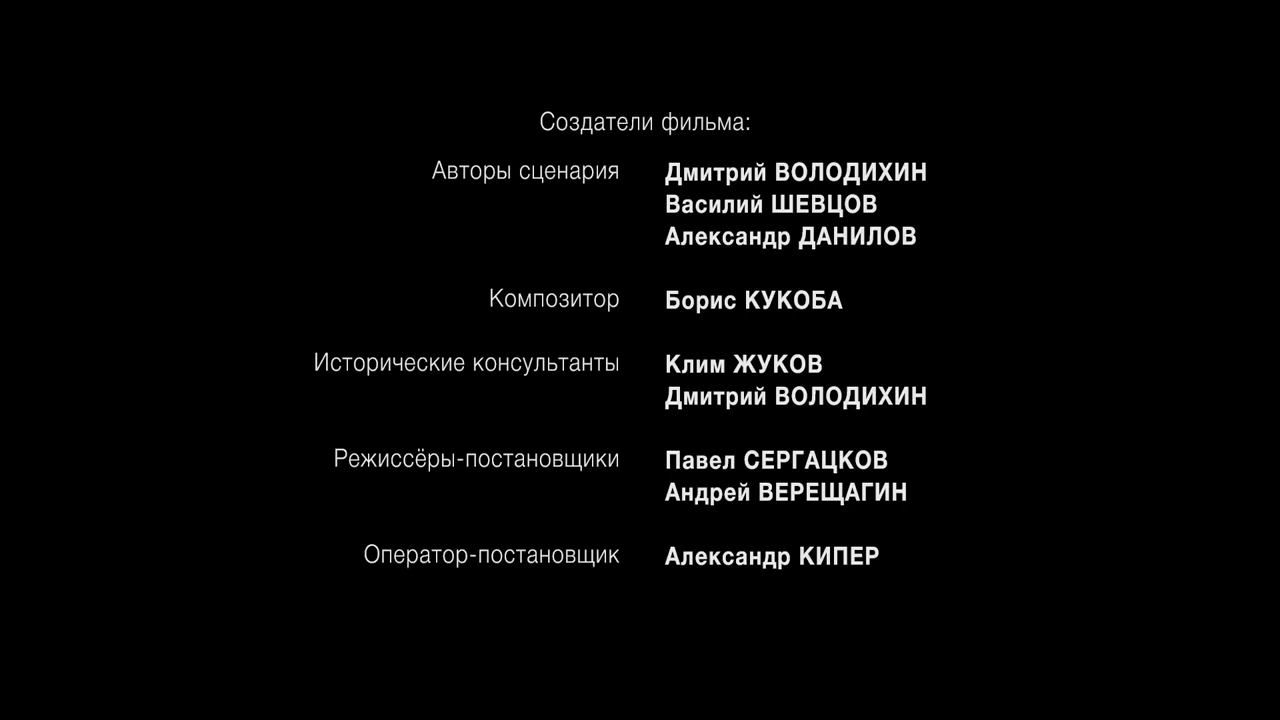 Создатели фильма:
Авторы сценария Дмитрий ВОЛОДИХИН
Василий ШЕВЦОВ
Александр ДАНИЛОВ
Композитор Борис КУКОБА
Исторические консультанты Клим ЖУКОВ
Дмитрий ВОЛОДИХИН
Режиссёры-постановщики Павел СЕРГАЦКОВ
Андрей ВЕРЕЩАГИН
Оператор-постановщик Александр КИПЕР